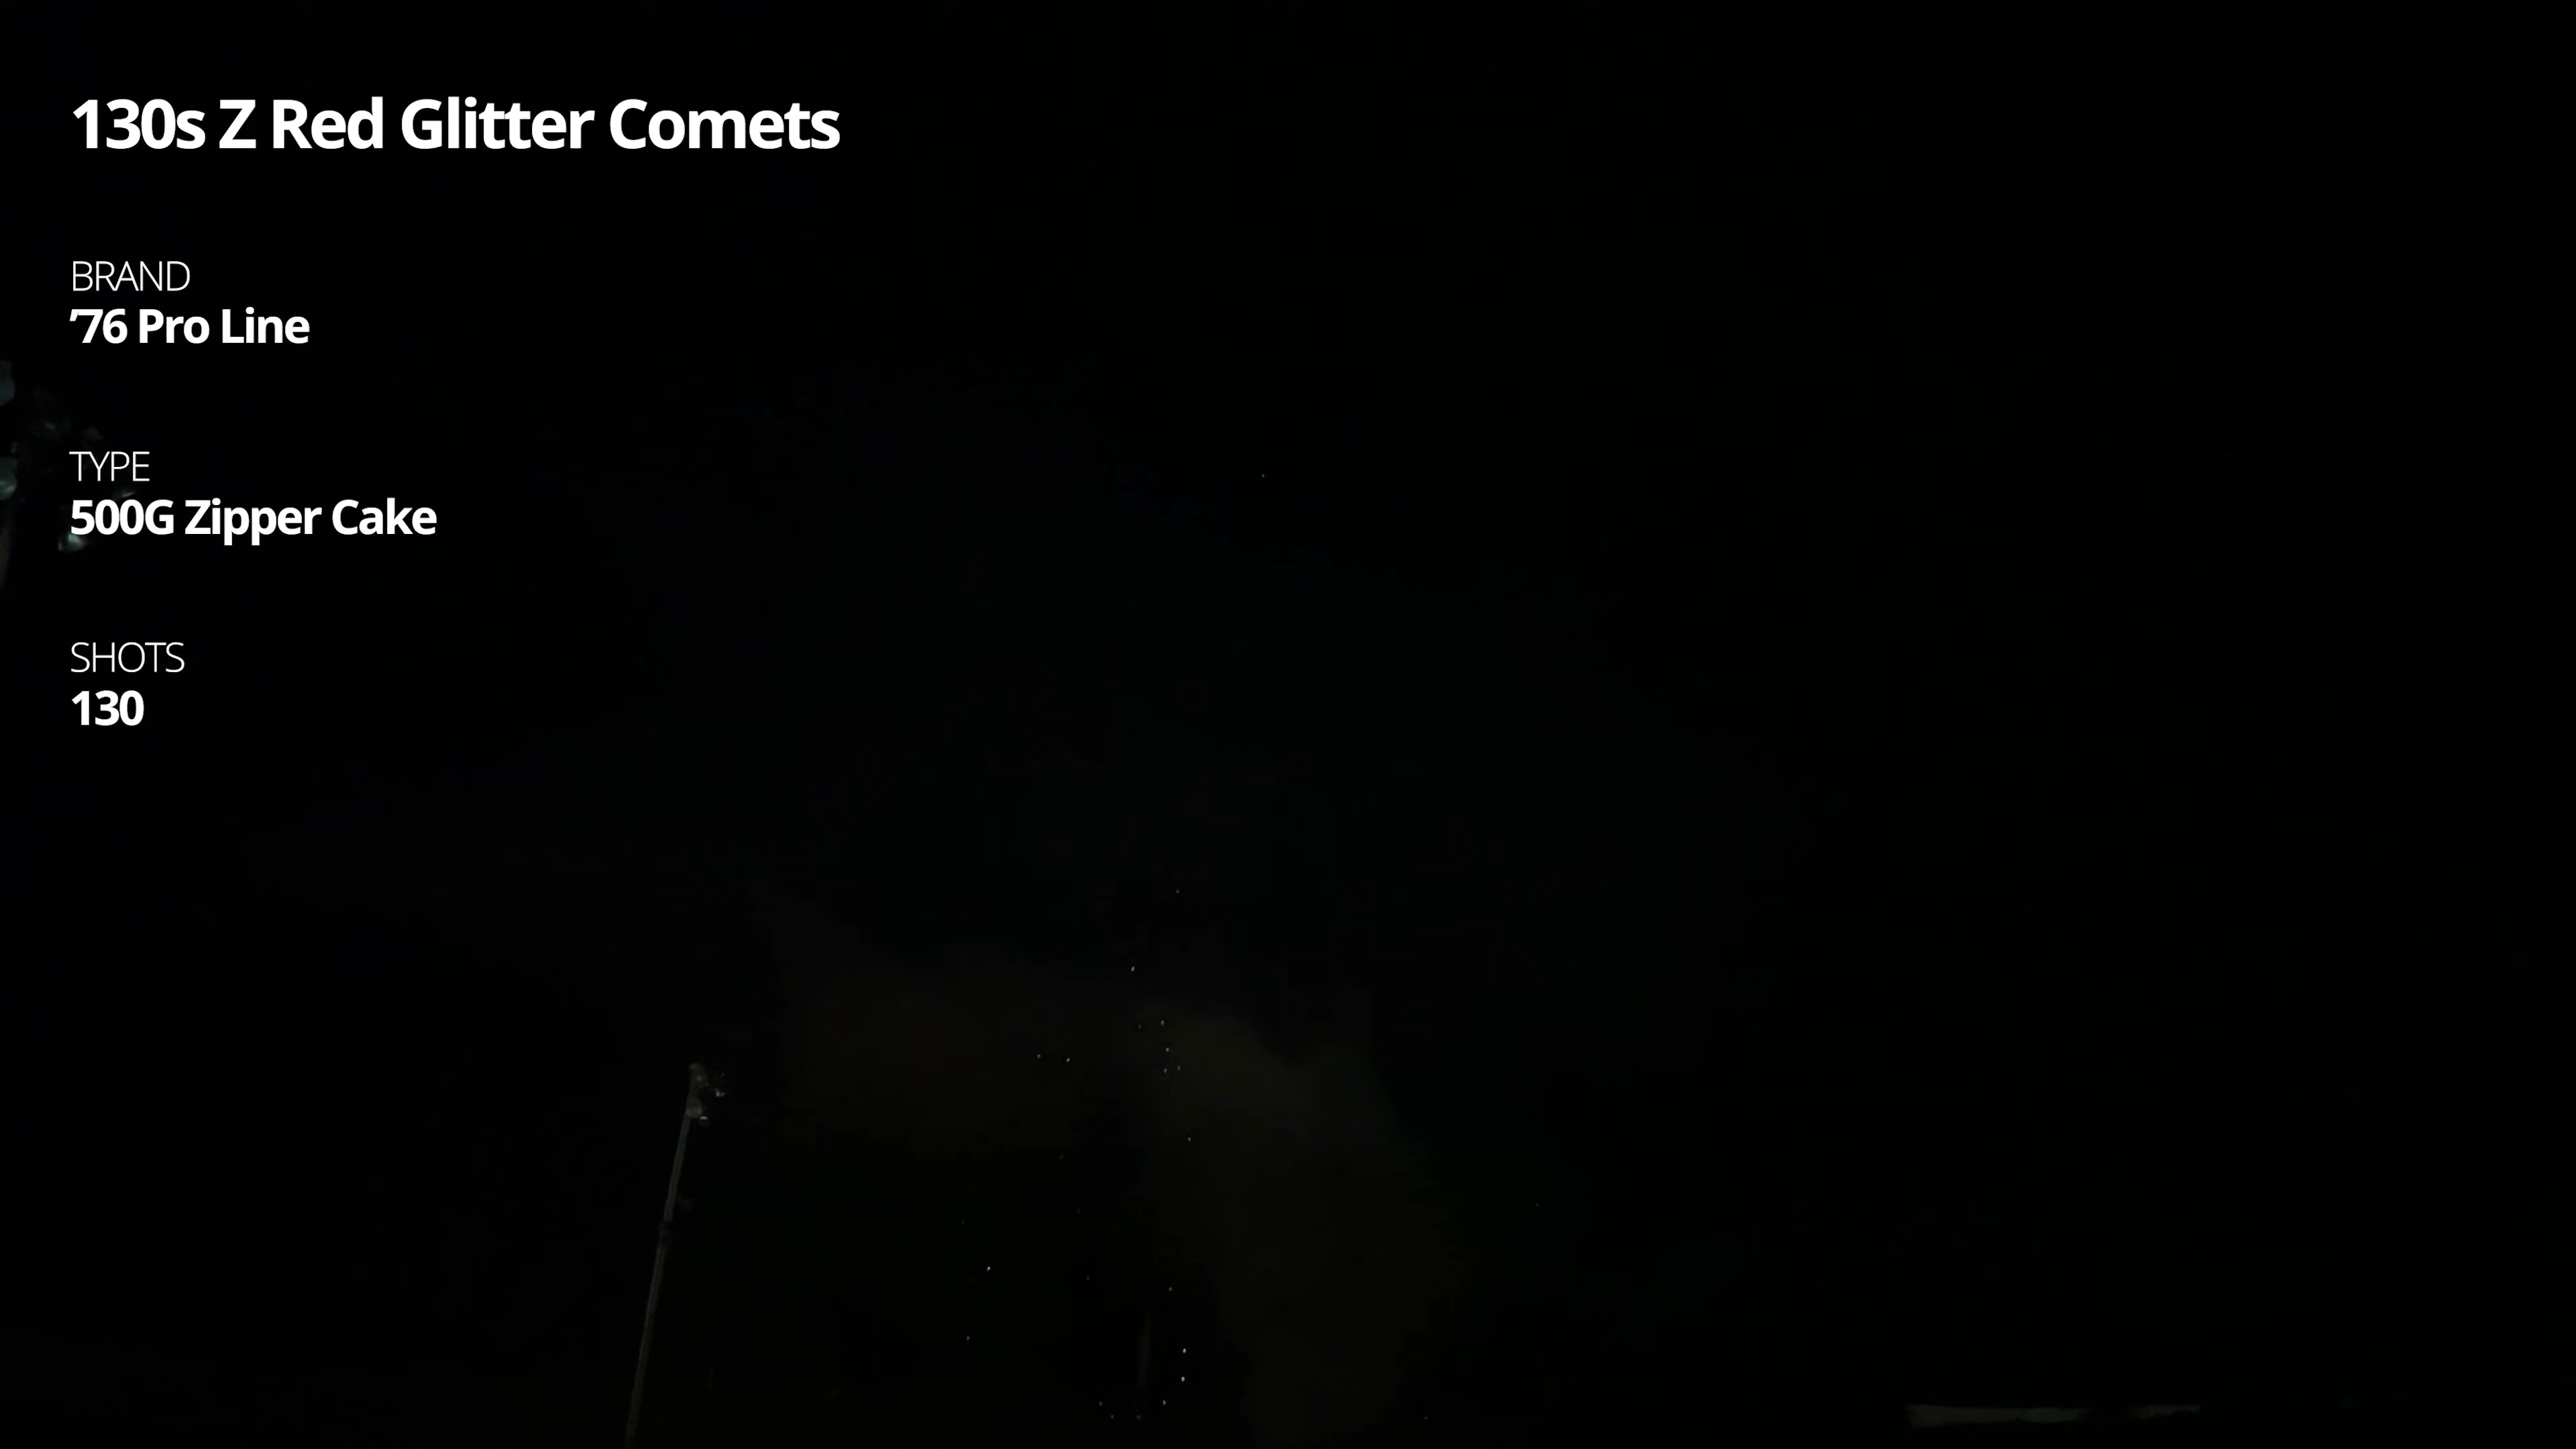 130s Z Red Glitter Comets
BRAND
'76 Pro Line
TYPE
500G Zipper Cake
SHOTS
130